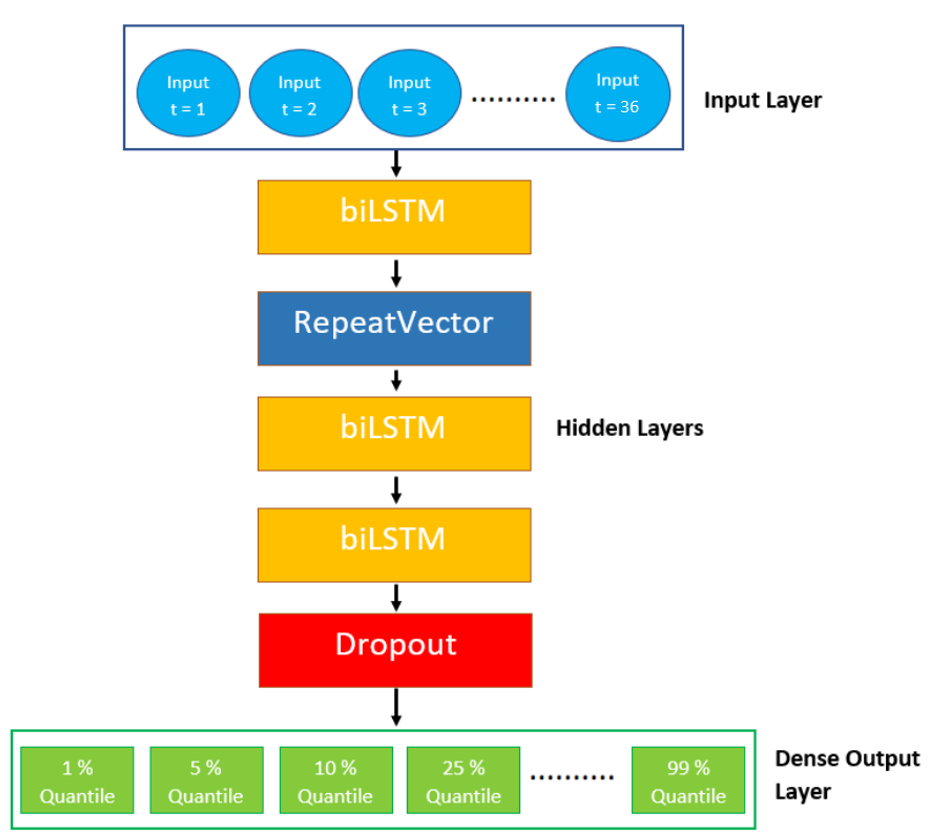 Input
t = 1
Input
t = 2
Input
t = 3
..........
Input
t = 36
Input Layer
biLSTM
RepeatVector
biLSTM
Hidden Layers
biLSTM
Dropout
1 %
Quantile
5 %
Quantile
10 %
Quantile
25 %
Quantile
..........
99 %
Quantile
Dense Output
Layer